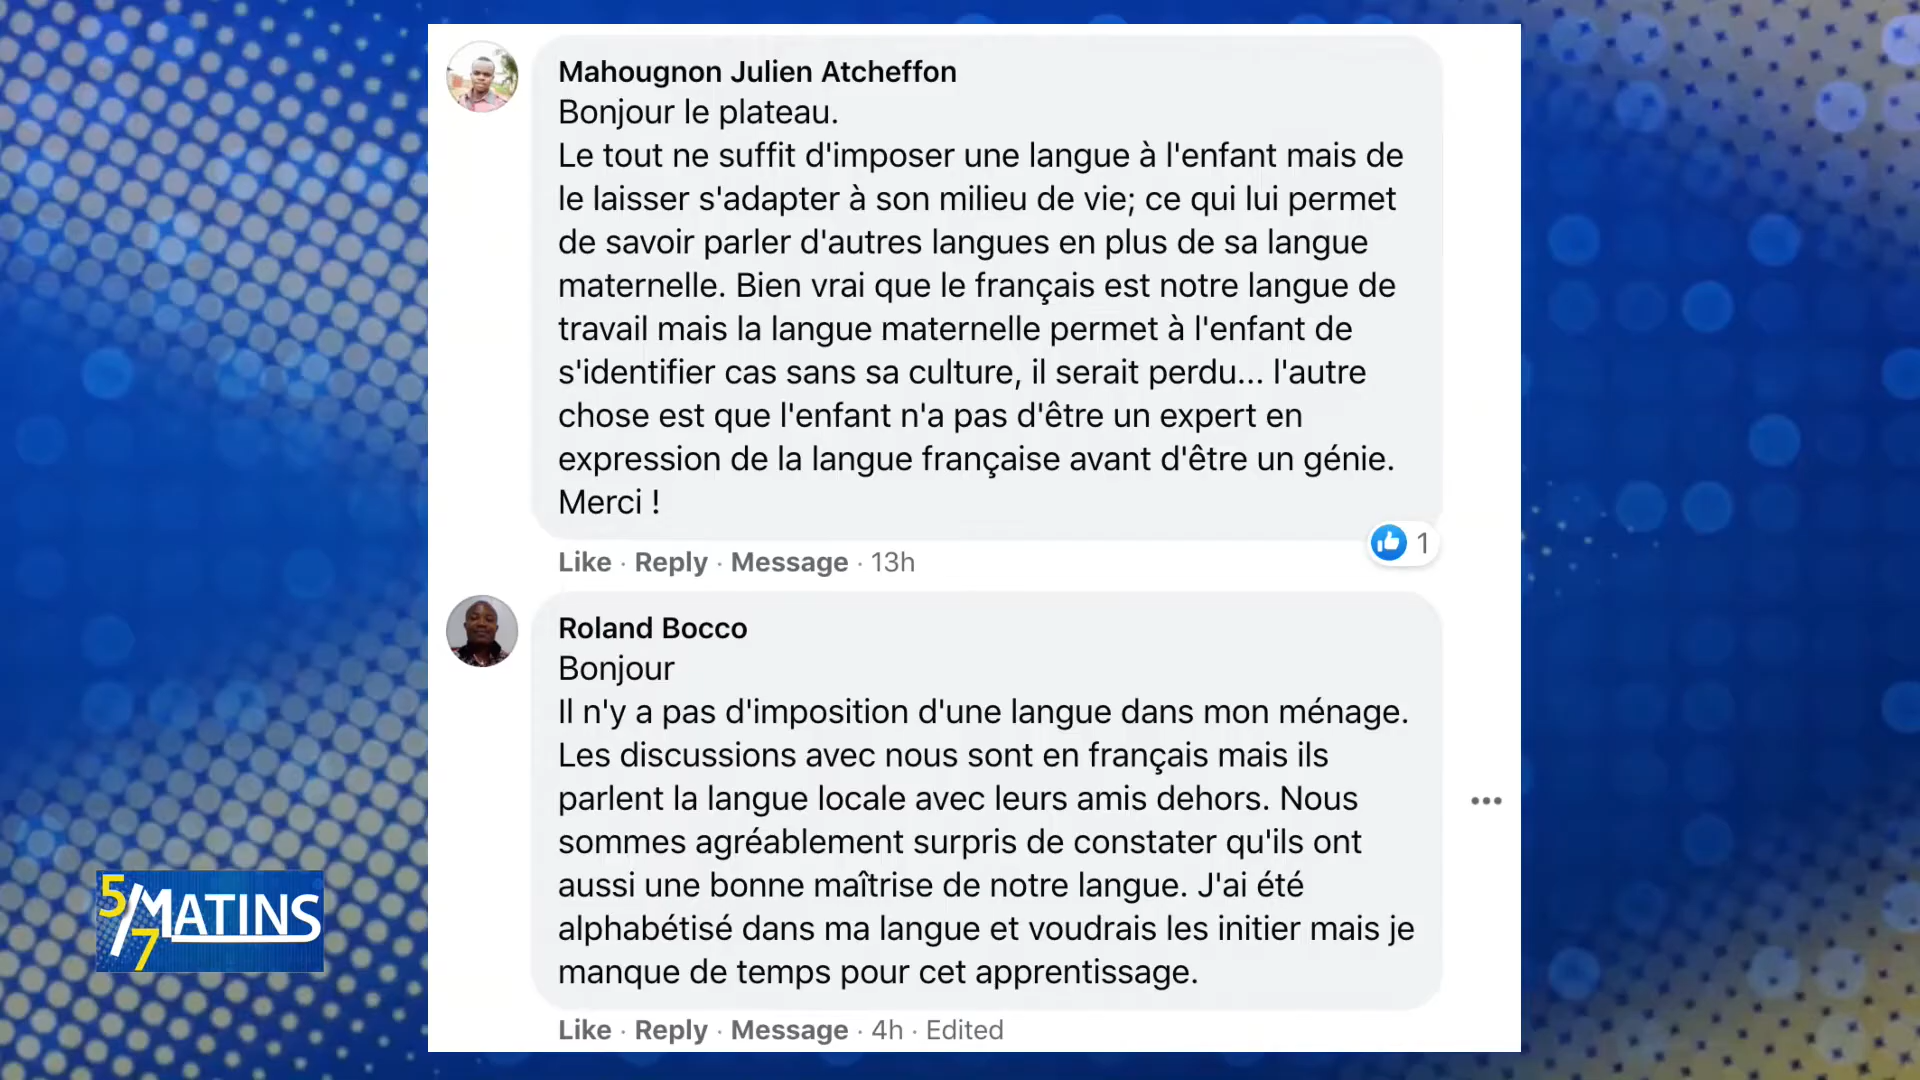 Mahougnon Julien Atcheffon
Bonjour le plateau.
Le tout ne suffit d'imposer une langue à l'enfant mais de
le laisser s'adapter à son milieu de vie; ce qui lui permet
de savoir parler d'autres langues en plus de sa langue
maternelle. Bien vrai que le français est notre langue de
travail mais la langue maternelle permet à l'enfant de
s'identifier cas sans sa culture, il serait perdu... l'autre
chose est que l'enfant n'a pas d'être un expert en
expression de la langue française avant d'être un génie.
Merci !
1
Like · Reply · Message · 13h
Roland Bocco
Bonjour
Il n'y a pas d'imposition d'une langue dans mon ménage.
Les discussions avec nous sont en français mais ils
parlent la langue locale avec leurs amis dehors. Nous
sommes agréablement surpris de constater qu'ils ont
aussi une bonne maîtrise de notre langue. J'ai été
alphabétisé dans ma langue et voudrais les initier mais je
manque de temps pour cet apprentissage.
Like · Reply · Message · 4h · Edited
5/7 MATINS